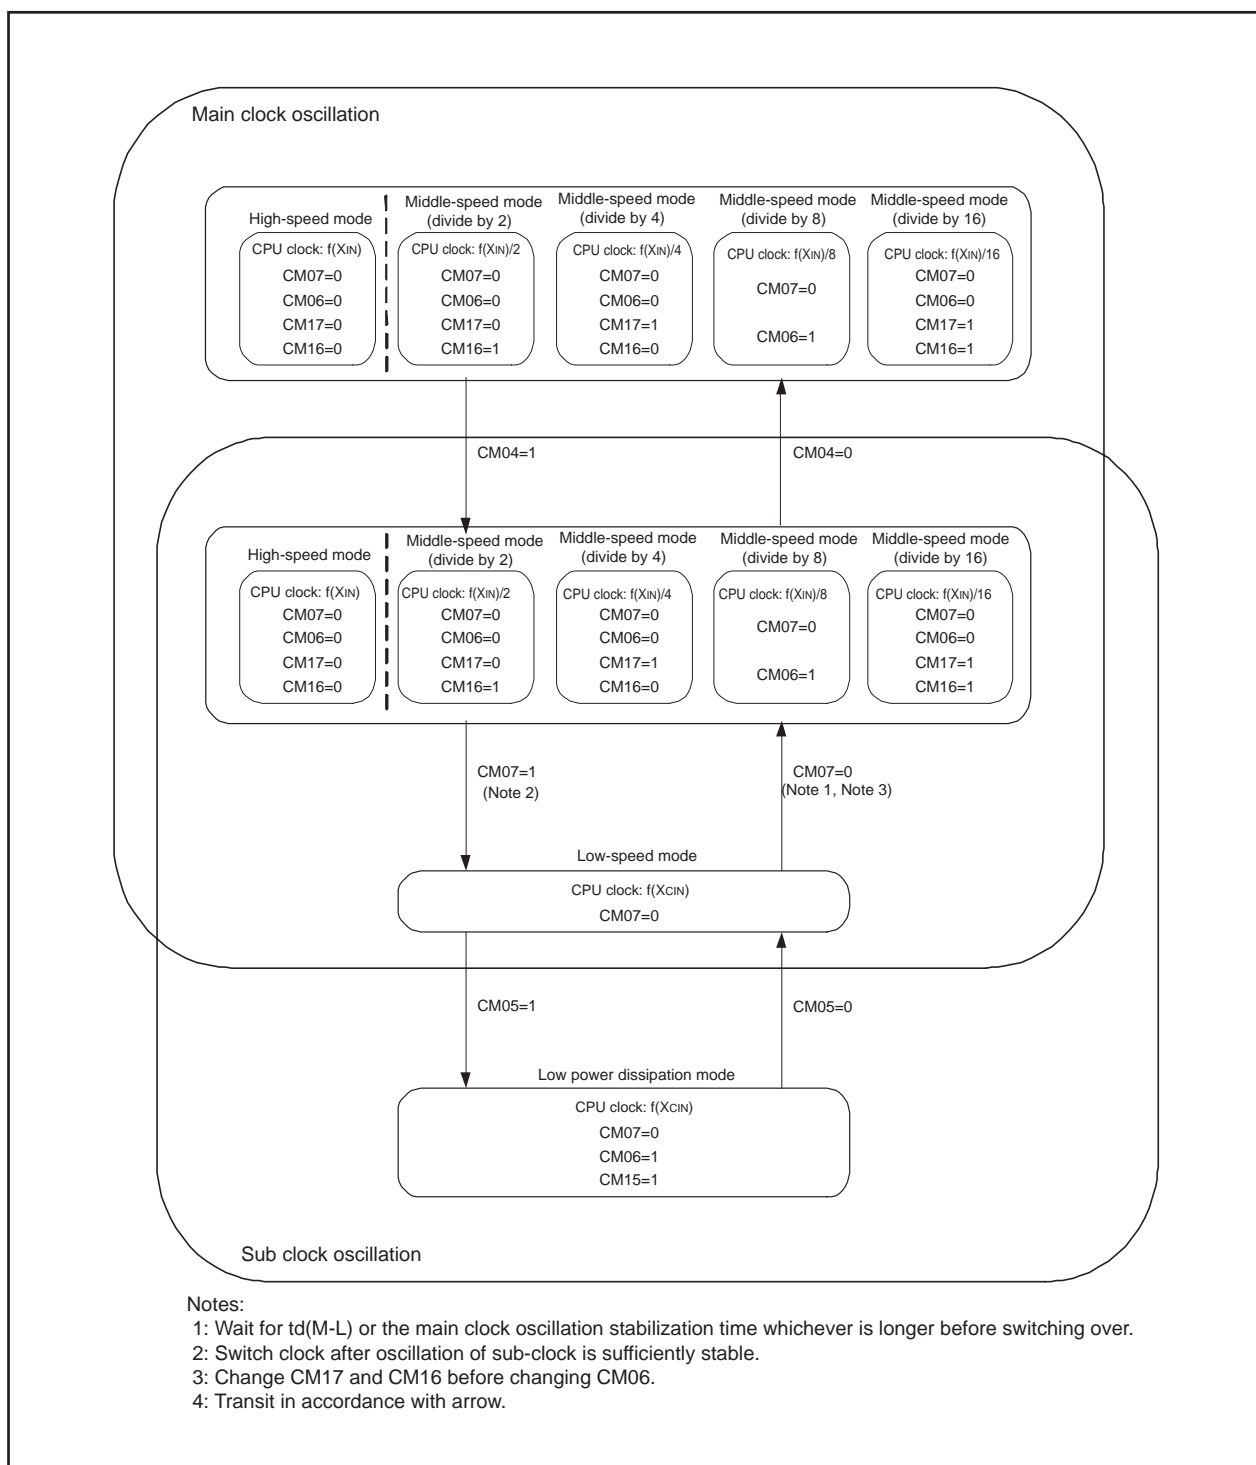 Main clock oscillation
High-speed mode
CPU clock: f(XIN)
CM07=0
CM06=0
CM17=0
CM16=0
Middle-speed mode
(divide by 2)
CPU clock: f(XIN)/2
CM07=0
CM06=0
CM17=0
CM16=1
Middle-speed mode
(divide by 4)
CPU clock: f(XIN)/4
CM07=0
CM06=0
CM17=1
CM16=0
Middle-speed mode
(divide by 8)
CPU clock: f(XIN)/8
CM07=0
CM06=1
Middle-speed mode
(divide by 16)
CPU clock: f(XIN)/16
CM07=0
CM06=0
CM17=1
CM16=1
CM04=1
CM04=0
High-speed mode
CPU clock: f(XIN)
CM07=0
CM06=0
CM17=0
CM16=0
Middle-speed mode
(divide by 2)
CPU clock: f(XIN)/2
CM07=0
CM06=0
CM17=0
CM16=1
Middle-speed mode
(divide by 4)
CPU clock: f(XIN)/4
CM07=0
CM06=0
CM17=1
CM16=0
Middle-speed mode
(divide by 8)
CPU clock: f(XIN)/8
CM07=0
CM06=1
Middle-speed mode
(divide by 16)
CPU clock: f(XIN)/16
CM07=0
CM06=0
CM17=1
CM16=1
CM07=1
(Note 2)
CM07=0
(Note 1, Note 3)
Low-speed mode
CPU clock: f(XCIN)
CM07=0
CM05=1
CM05=0
Low power dissipation mode
CPU clock: f(XCIN)
CM07=0
CM06=1
CM15=1
Sub clock oscillation
Notes:
1: Wait for td(M-L) or the main clock oscillation stabilization time whichever is longer before switching over.
2: Switch clock after oscillation of sub-clock is sufficiently stable.
3: Change CM17 and CM16 before changing CM06.
4: Transit in accordance with arrow.